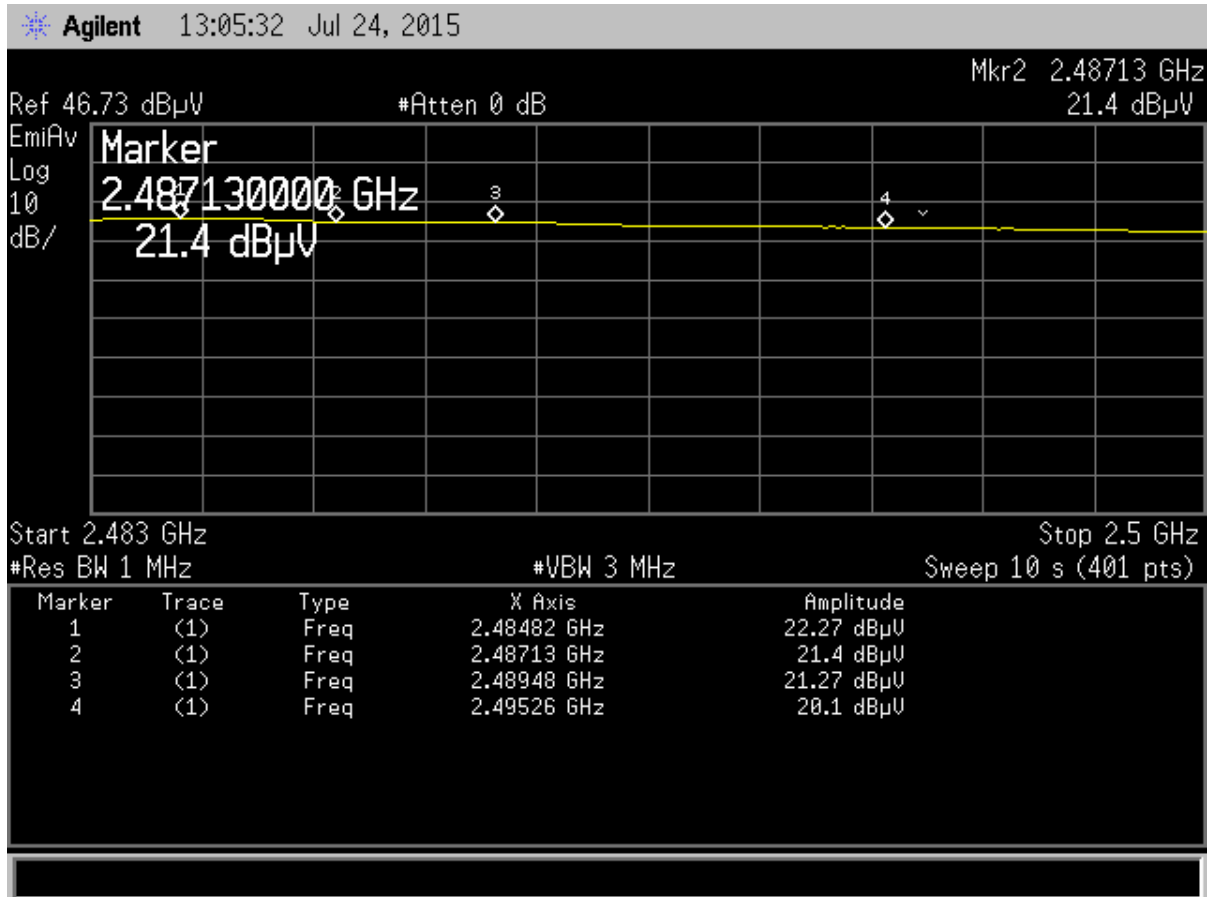 Agilent 13:05:32 Jul 24, 2015
Mkr2 2.48713 GHz
Ref 46.73 dBµV #Atten 0 dB 21.4 dBµV
EmiAv
Log
10
dB/
Marker
2.487130000 GHz
21.4 dBµV
1 2 3 4
Start 2.483 GHz Stop 2.5 GHz
#Res BW 1 MHz #VBW 3 MHz Sweep 10 s (401 pts)
Marker Trace Type X Axis Amplitude
1 (1) Freq 2.48482 GHz 22.27 dBµV
2 (1) Freq 2.48713 GHz 21.4 dBµV
3 (1) Freq 2.48948 GHz 21.27 dBµV
4 (1) Freq 2.49526 GHz 20.1 dBµV